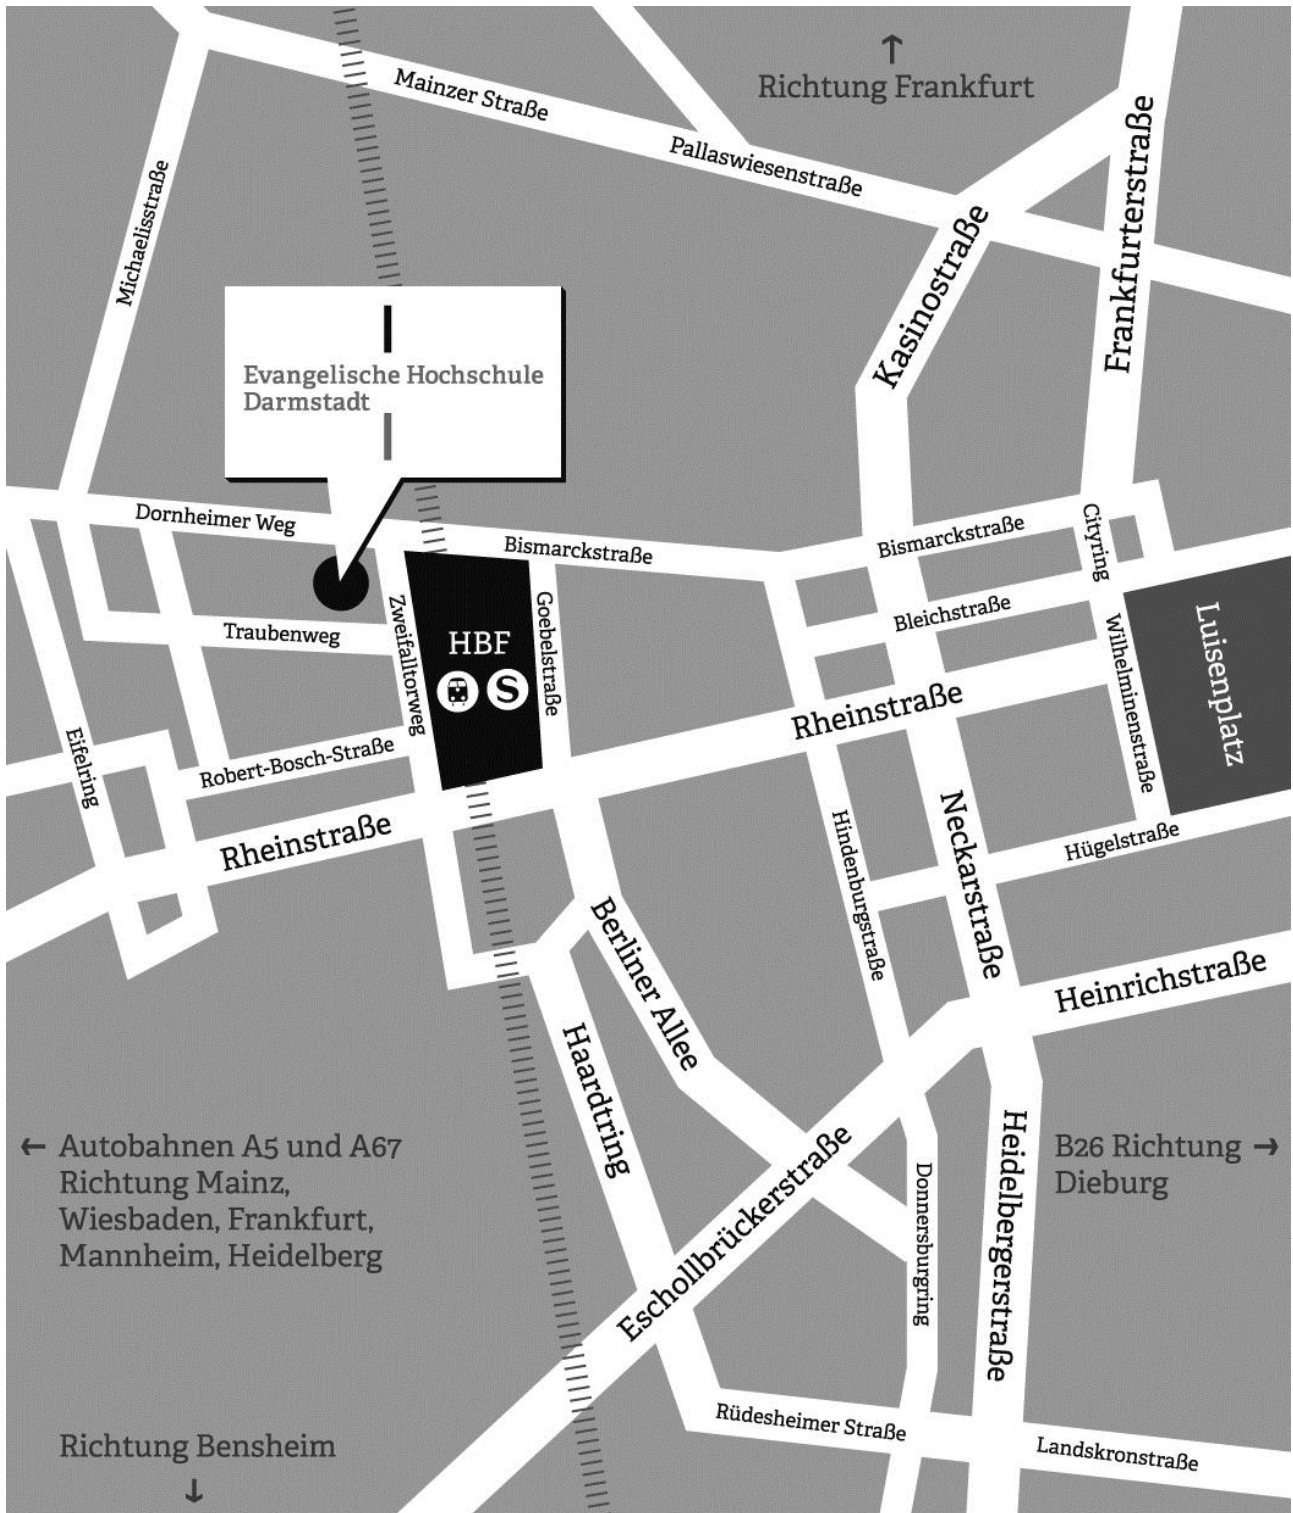 Richtung Frankfurt
Mainzer Straße
Pallaswiesenstraße
Frankfurterstraße
Michaelisstraße
Kasinostraße
Evangelische Hochschule
Darmstadt
Dornheimer Weg
Bismarckstraße
Bismarckstraße
Cityring
Zweifalltorweg
Goebelstraße
Bleichstraße
Traubenweg
HBF
S
Luisenplatz
Wilhelminenstraße
Rheinstraße
Eifelring
Robert-Bosch-Straße
Rheinstraße
Hindenburgstraße
Neckarstraße
Hügelstraße
Berliner Allee
Heinrichstraße
Haardtring
← Autobahnen A5 und A67
Richtung Mainz,
Wiesbaden, Frankfurt,
Mannheim, Heidelberg
Eschollbrückerstraße
Donnersburgring
Heidelbergerstraße
B26 Richtung →
Dieburg
Rüdesheimer Straße
Landskronstraße
Richtung Bensheim